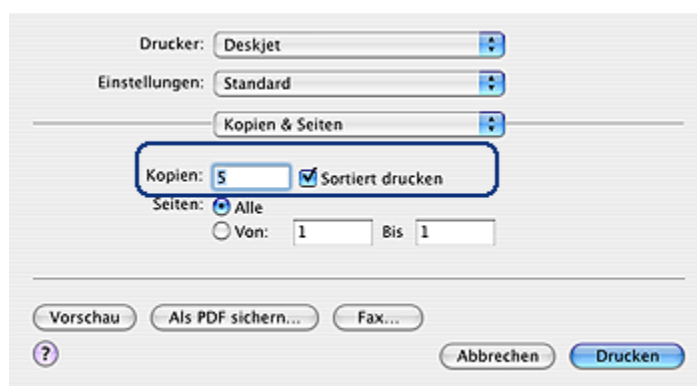 Drucker: Deskjet
Einstellungen: Standard
Kopien & Seiten
Kopien: 5 Sortiert drucken
Seiten: Alle
Von: 1 Bis 1
Vorschau Als PDF sichern... Fax...
? Abbrechen Drucken